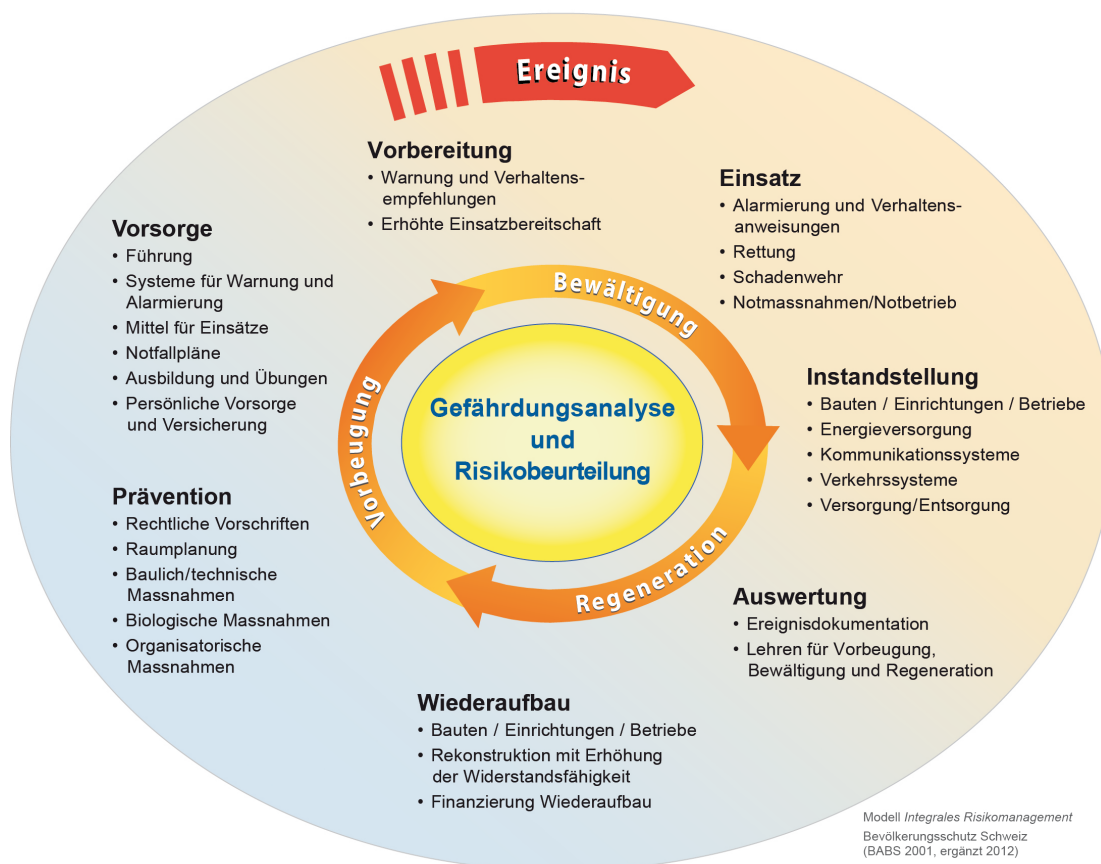 Ereignis
Vorbereitung
• Warnung und Verhaltens-
empfehlungen
• Erhöhte Einsatzbereitschaft
Einsatz
• Alarmierung und Verhaltens-
anweisungen
• Rettung
• Schadenwehr
• Notmassnahmen/Notbetrieb
Vorsorge
• Führung
• Systeme für Warnung und
Alarmierung
• Mittel für Einsätze
• Notfallpläne
• Ausbildung und Übungen
• Persönliche Vorsorge
und Versicherung
Bewältigung
Vorbeugung
Regeneration
Gefährdungsanalyse
und
Risikobeurteilung
Instandstellung
• Bauten / Einrichtungen / Betriebe
• Energieversorgung
• Kommunikationssysteme
• Verkehrssysteme
• Versorgung/Entsorgung
Prävention
• Rechtliche Vorschriften
• Raumplanung
• Baulich/technische
Massnahmen
• Biologische Massnahmen
• Organisatorische
Massnahmen
Auswertung
• Ereignisdokumentation
• Lehren für Vorbeugung,
Bewältigung und Regeneration
Wiederaufbau
• Bauten / Einrichtungen / Betriebe
• Rekonstruktion mit Erhöhung
der Widerstandsfähigkeit
• Finanzierung Wiederaufbau
Modell Integrales Risikomanagement
Bevölkerungsschutz Schweiz
(BABS 2001, ergänzt 2012)